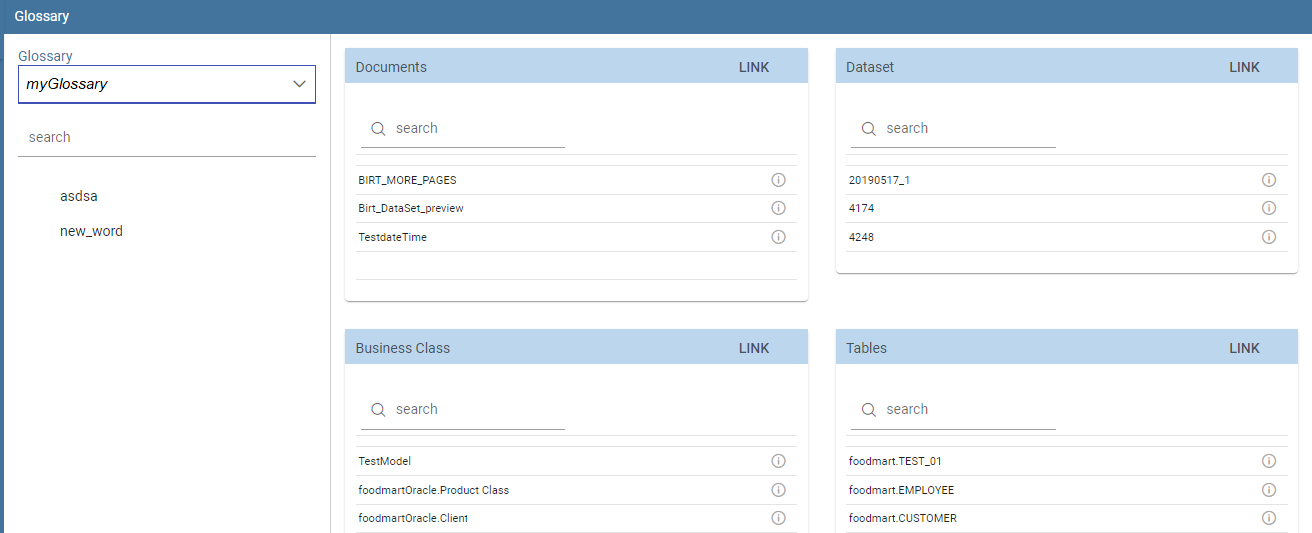 Glossary
Glossary
myGlossary
search
asdsa
new_word
Documents LINK
search
BIRT_MORE_PAGES
Birt_DataSet_preview
TestdateTime
Dataset LINK
search
20190517_1
4174
4248
Business Class LINK
search
TestModel
foodmartOracle.Product Class
foodmartOracle.Client
Tables LINK
search
foodmart.TEST_01
foodmart.EMPLOYEE
foodmart.CUSTOMER